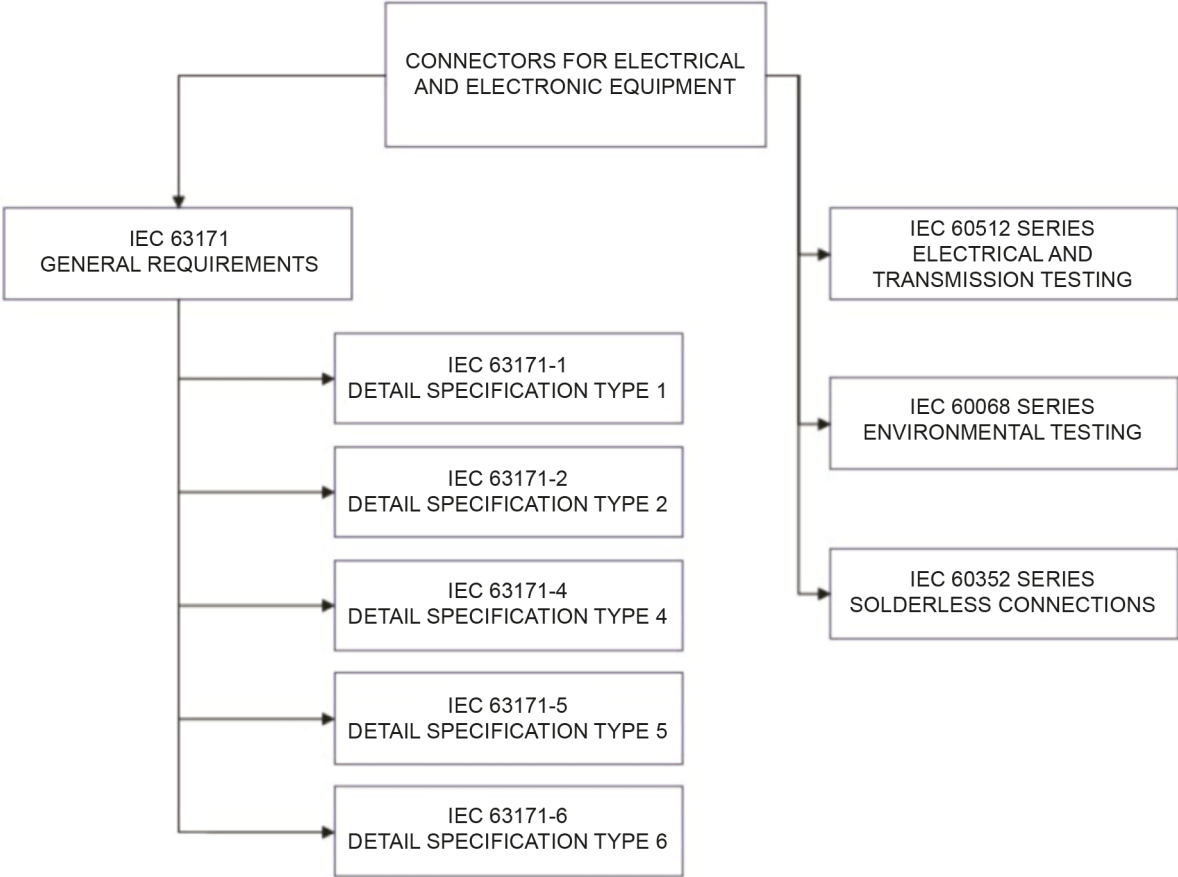 CONNECTORS FOR ELECTRICAL
AND ELECTRONIC EQUIPMENT
IEC 63171
GENERAL REQUIREMENTS
IEC 63171-1
DETAIL SPECIFICATION TYPE 1
IEC 63171-2
DETAIL SPECIFICATION TYPE 2
IEC 63171-4
DETAIL SPECIFICATION TYPE 4
IEC 63171-5
DETAIL SPECIFICATION TYPE 5
IEC 63171-6
DETAIL SPECIFICATION TYPE 6
IEC 60512 SERIES
ELECTRICAL AND
TRANSMISSION TESTING
IEC 60068 SERIES
ENVIRONMENTAL TESTING
IEC 60352 SERIES
SOLDERLESS CONNECTIONS